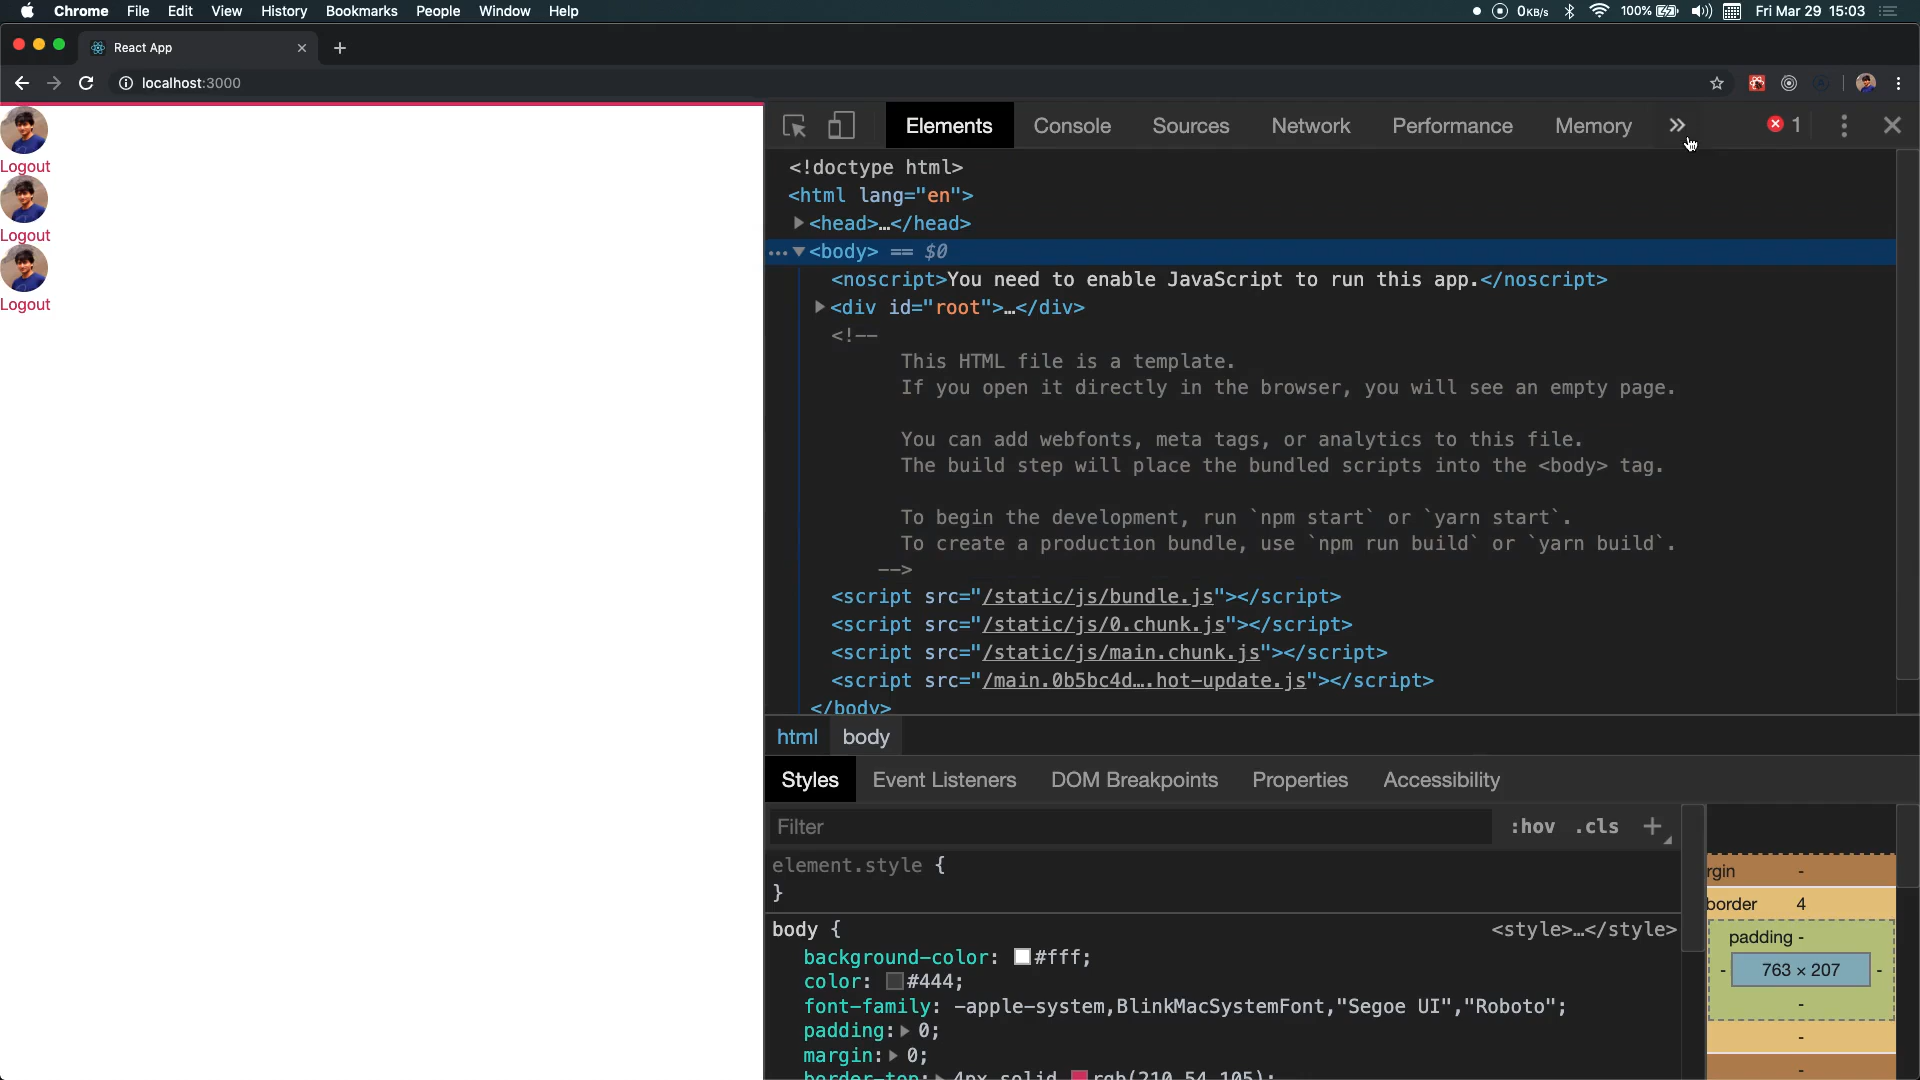 Chrome File Edit View History Bookmarks People Window Help 0KB/s 100% Fri Mar 29 15:03
React App
localhost:3000
Logout
Logout
Logout
Elements Console Sources Network Performance Memory 1
<!doctype html>
<html lang="en">
<head>…</head>
<body> == $0
<noscript>You need to enable JavaScript to run this app.</noscript>
<div id="root">…</div>
<!--
This HTML file is a template.
If you open it directly in the browser, you will see an empty page.
You can add webfonts, meta tags, or analytics to this file.
The build step will place the bundled scripts into the <body> tag.
To begin the development, run `npm start` or `yarn start`.
To create a production bundle, use `npm run build` or `yarn build`.
-->
<script src="/static/js/bundle.js"></script>
<script src="/static/js/0.chunk.js"></script>
<script src="/static/js/main.chunk.js"></script>
<script src="/main.0b5bc4d….hot-update.js"></script>
</body>
html body
Styles Event Listeners DOM Breakpoints Properties Accessibility
Filter :hov .cls +
element.style {
}
body { <style>…</style>
background-color: #fff;
color: #444;
font-family: -apple-system,BlinkMacSystemFont,"Segoe UI","Roboto";
padding: 0;
margin: 0;
border-top: 4px solid rgb(210,54,105);
rgin -
border 4
padding -
- 763 × 207 -
-
-
-